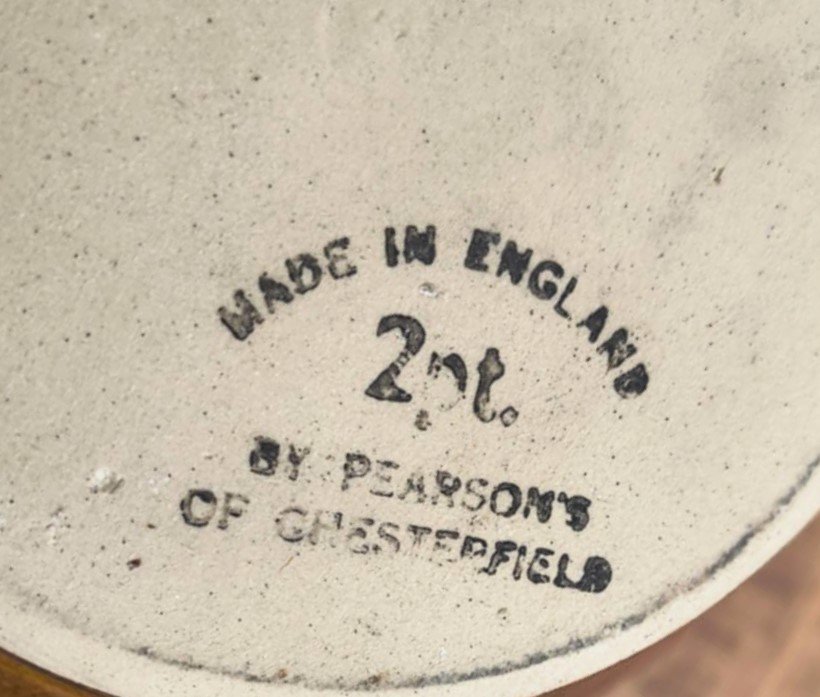 MADE IN ENGLAND
2pt.
BY PEARSON'S
OF CHESTERFIELD